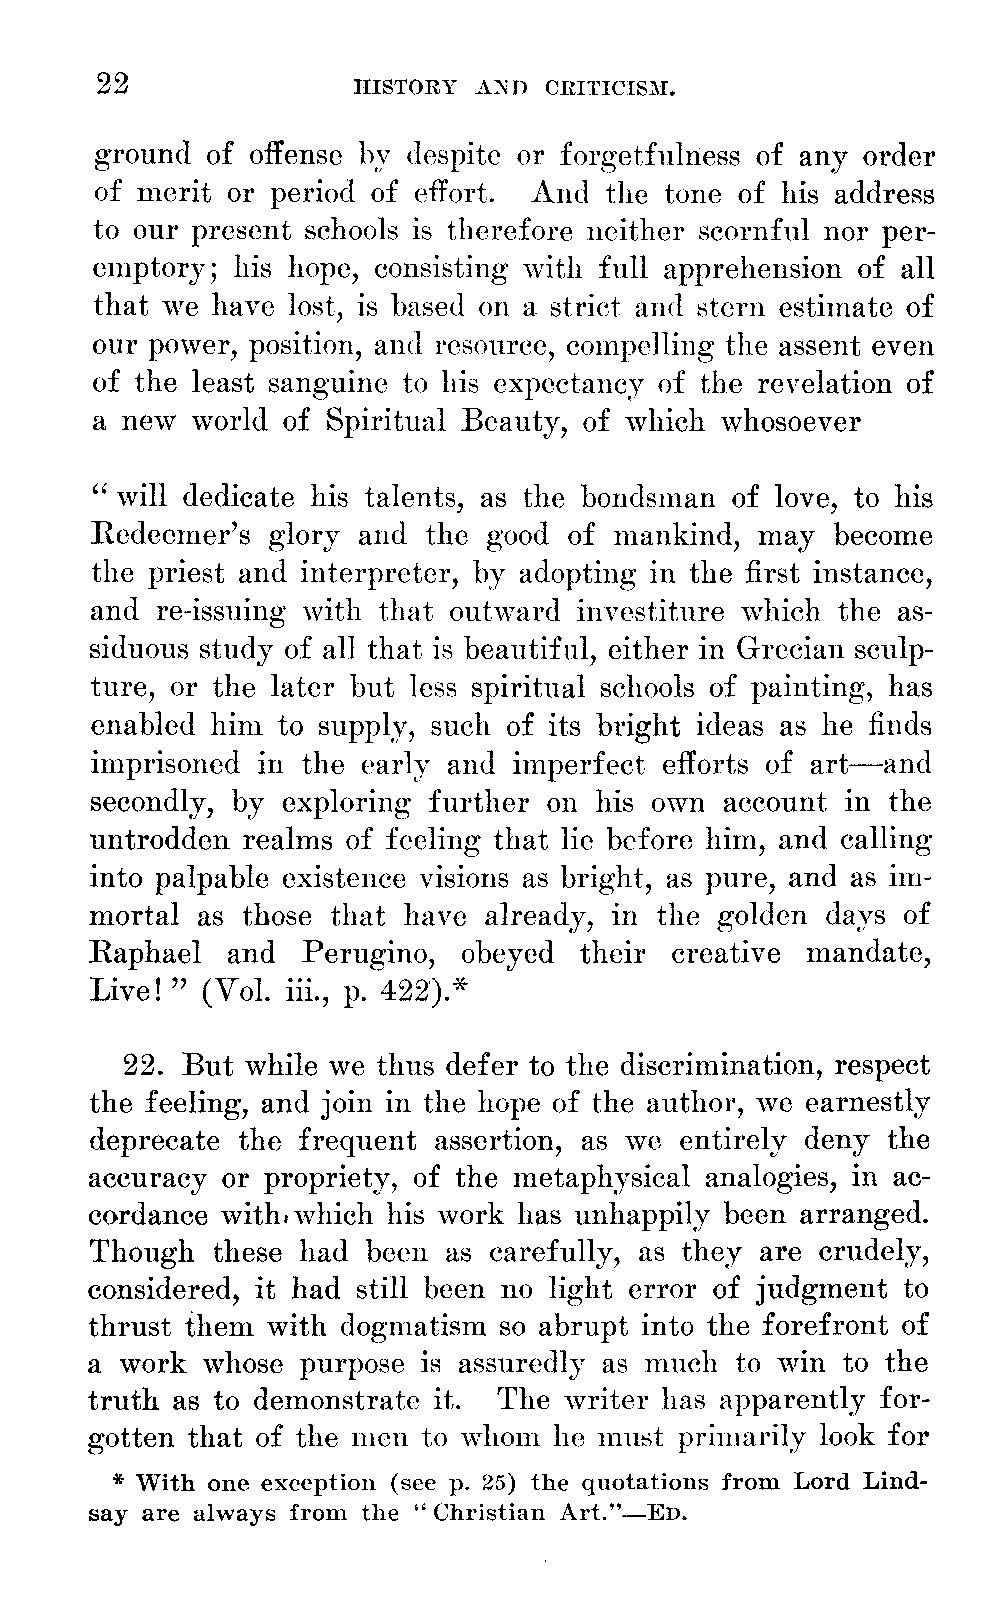 22 HISTORY AND CRITICISM.
ground of offense by despite or forgetfulness of any order
of merit or period of effort. And the tone of his address
to our present schools is therefore neither scornful nor per-
emptory; his hope, consisting with full apprehension of all
that we have lost, is based on a strict and stern estimate of
our power, position, and resource, compelling the assent even
of the least sanguine to his expectancy of the revelation of
a new world of Spiritual Beauty, of which whosoever
“will dedicate his talents, as the bondsman of love, to his
Redeemer’s glory and the good of mankind, may become
the priest and interpreter, by adopting in the first instance,
and re-issuing with that outward investiture which the as-
siduous study of all that is beautiful, either in Grecian sculp-
ture, or the later but less spiritual schools of painting, has
enabled him to supply, such of its bright ideas as he finds
imprisoned in the early and imperfect efforts of art—and
secondly, by exploring further on his own account in the
untrodden realms of feeling that lie before him, and calling
into palpable existence visions as bright, as pure, and as im-
mortal as those that have already, in the golden days of
Raphael and Perugino, obeyed their creative mandate,
Live!” (Vol. iii., p. 422).*
22. But while we thus defer to the discrimination, respect
the feeling, and join in the hope of the author, we earnestly
deprecate the frequent assertion, as we entirely deny the
accuracy or propriety, of the metaphysical analogies, in ac-
cordance with which his work has unhappily been arranged.
Though these had been as carefully, as they are crudely,
considered, it had still been no light error of judgment to
thrust them with dogmatism so abrupt into the forefront of
a work whose purpose is assuredly as much to win to the
truth as to demonstrate it. The writer has apparently for-
gotten that of the men to whom he must primarily look for
* With one exception (see p. 25) the quotations from Lord Lind-
say are always from the “Christian Art.”—ED.